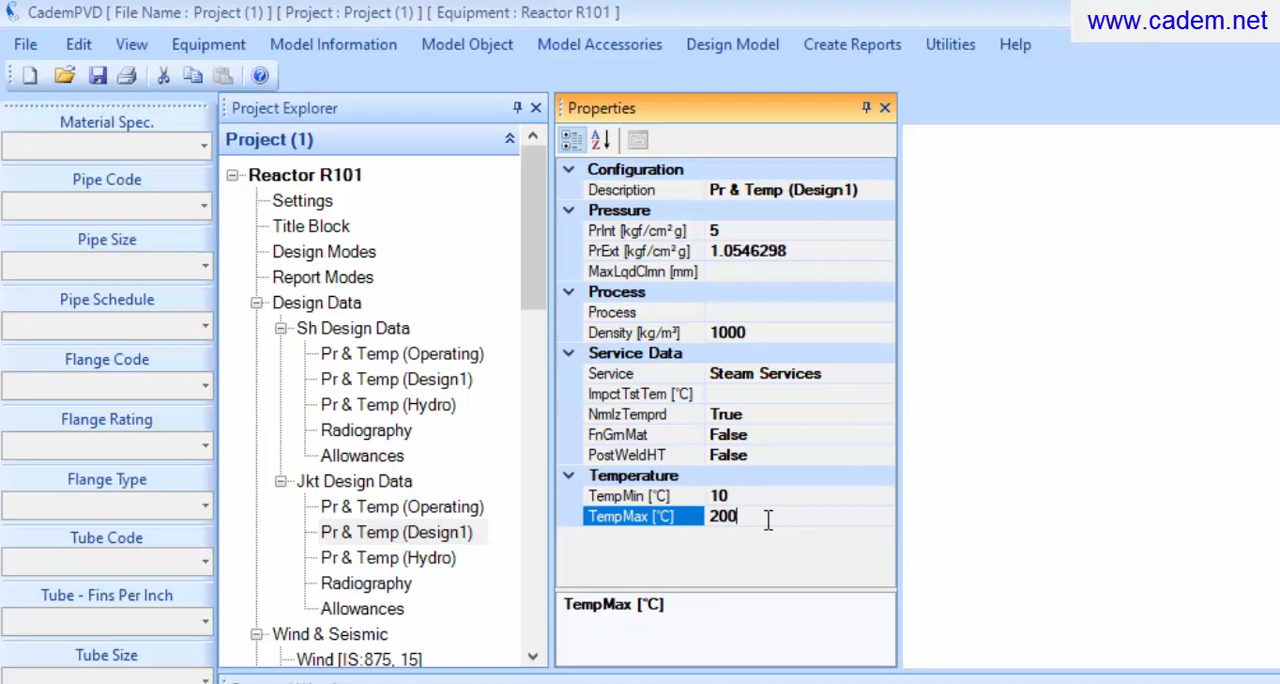 CademPVD [ File Name : Project (1) ] [ Project : Project (1) ] [ Equipment : Reactor R101 ]
www.cadem.net
File Edit View Equipment Model Information Model Object Model Accessories Design Model Create Reports Utilities Help
Material Spec.
Pipe Code
Pipe Size
Pipe Schedule
Flange Code
Flange Rating
Flange Type
Tube Code
Tube - Fins Per Inch
Tube Size
Project Explorer
Project (1)
Reactor R101
Settings
Title Block
Design Modes
Report Modes
Design Data
Sh Design Data
Pr & Temp (Operating)
Pr & Temp (Design1)
Pr & Temp (Hydro)
Radiography
Allowances
Jkt Design Data
Pr & Temp (Operating)
Pr & Temp (Design1)
Pr & Temp (Hydro)
Radiography
Allowances
Wind & Seismic
Wind [IS:875, 15]
Properties
Configuration
Description Pr & Temp (Design1)
Pressure
PrInt [kgf/cm² g] 5
PrExt [kgf/cm² g] 1.0546298
MaxLqdClmn [mm]
Process
Process
Density [kg/m³] 1000
Service Data
Service Steam Services
ImpctTstTem [°C]
NrmlzTemprd True
FnGrnMat False
PostWeldHT False
Temperature
TempMin [°C] 10
TempMax [°C] 200
TempMax [°C]